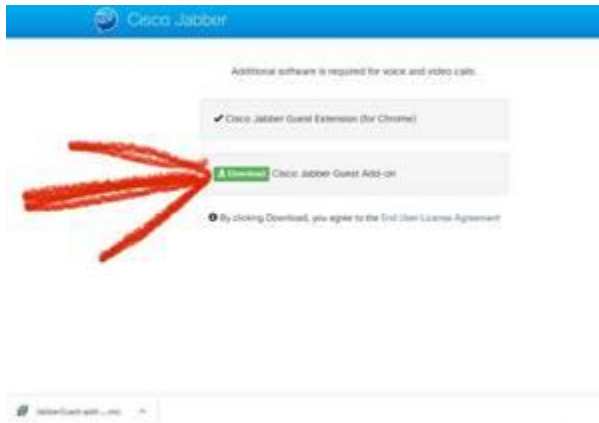 Cisco Jabber
Additional software is required for voice and video calls.
Cisco Jabber Guest Extension (for Chrome)
Download Cisco Jabber Guest Add-on
By clicking Download, you agree to the End User License Agreement